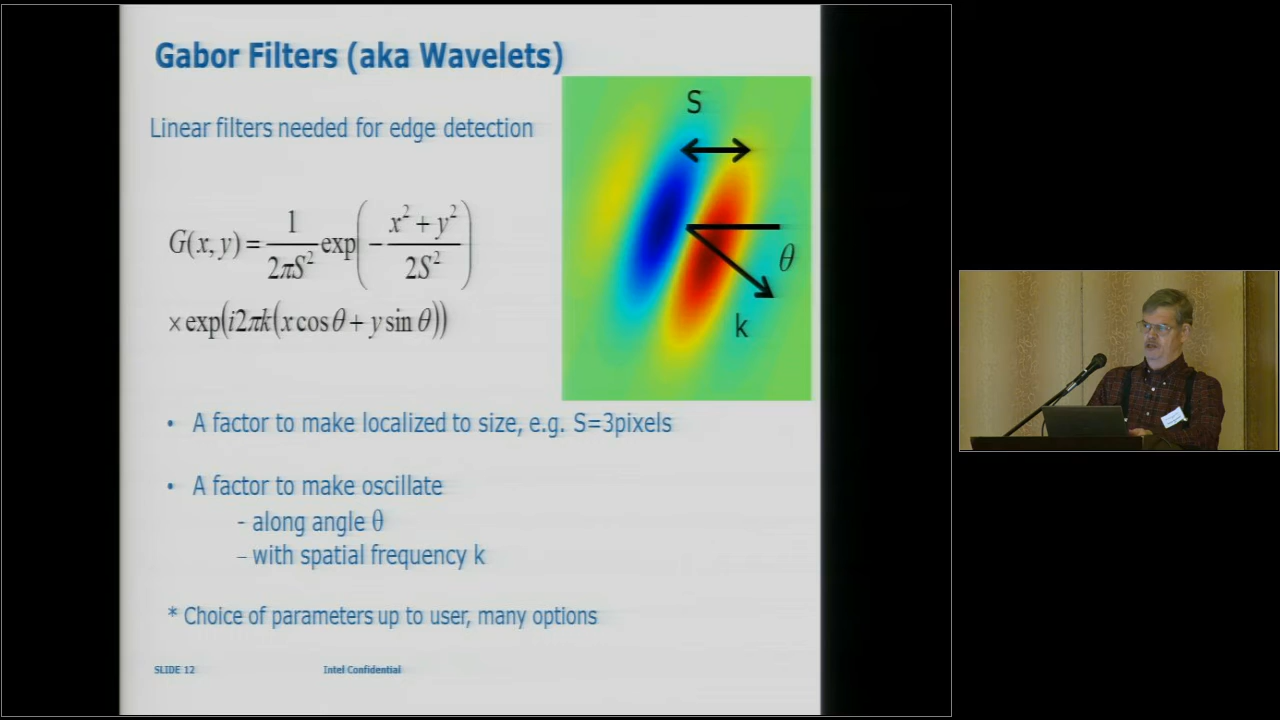 Gabor Filters (aka Wavelets)
Linear filters needed for edge detection
G(x, y) = 1/(2πS²) exp(− (x² + y²)/(2S²))
× exp(i2πk(x cos θ + y sin θ))
S
θ
k
• A factor to make localized to size, e.g. S=3pixels
• A factor to make oscillate
- along angle θ
– with spatial frequency k
* Choice of parameters up to user, many options
SLIDE 12
Intel Confidential